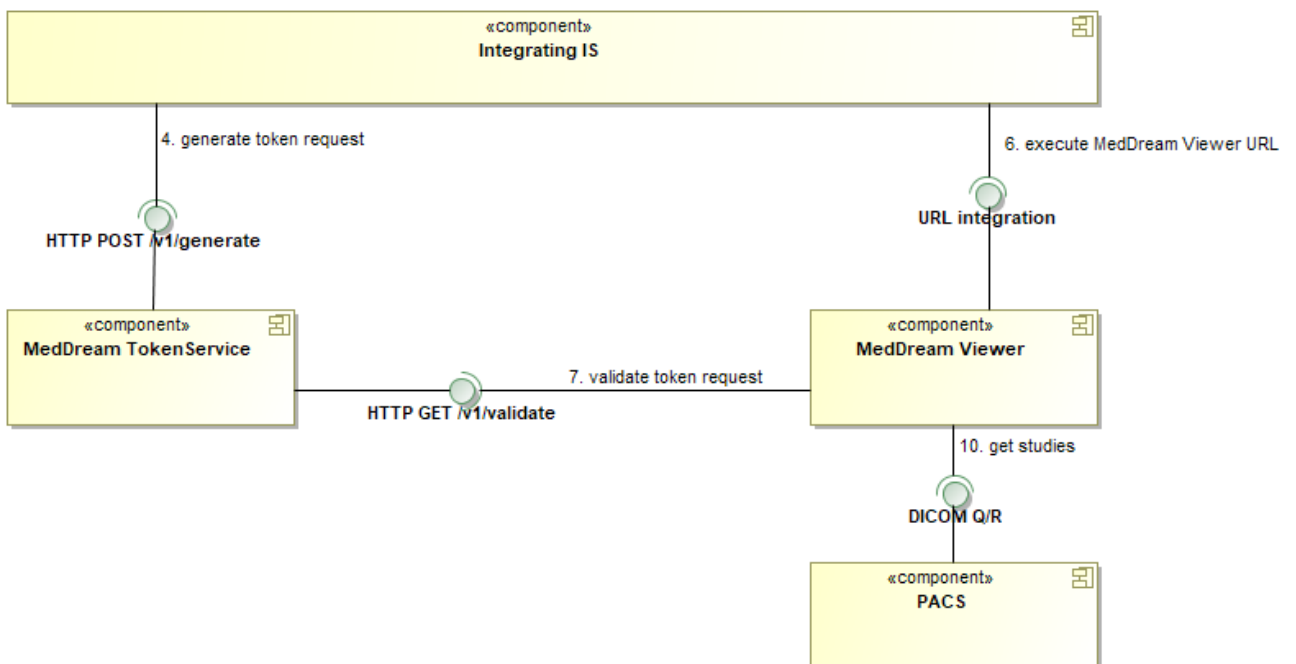 «component»
Integrating IS
4. generate token request
6. execute MedDream Viewer URL
URL integration
HTTP POST /v1/generate
«component»
MedDream TokenService
«component»
MedDream Viewer
7. validate token request
HTTP GET /v1/validate
10. get studies
DICOM Q/R
«component»
PACS